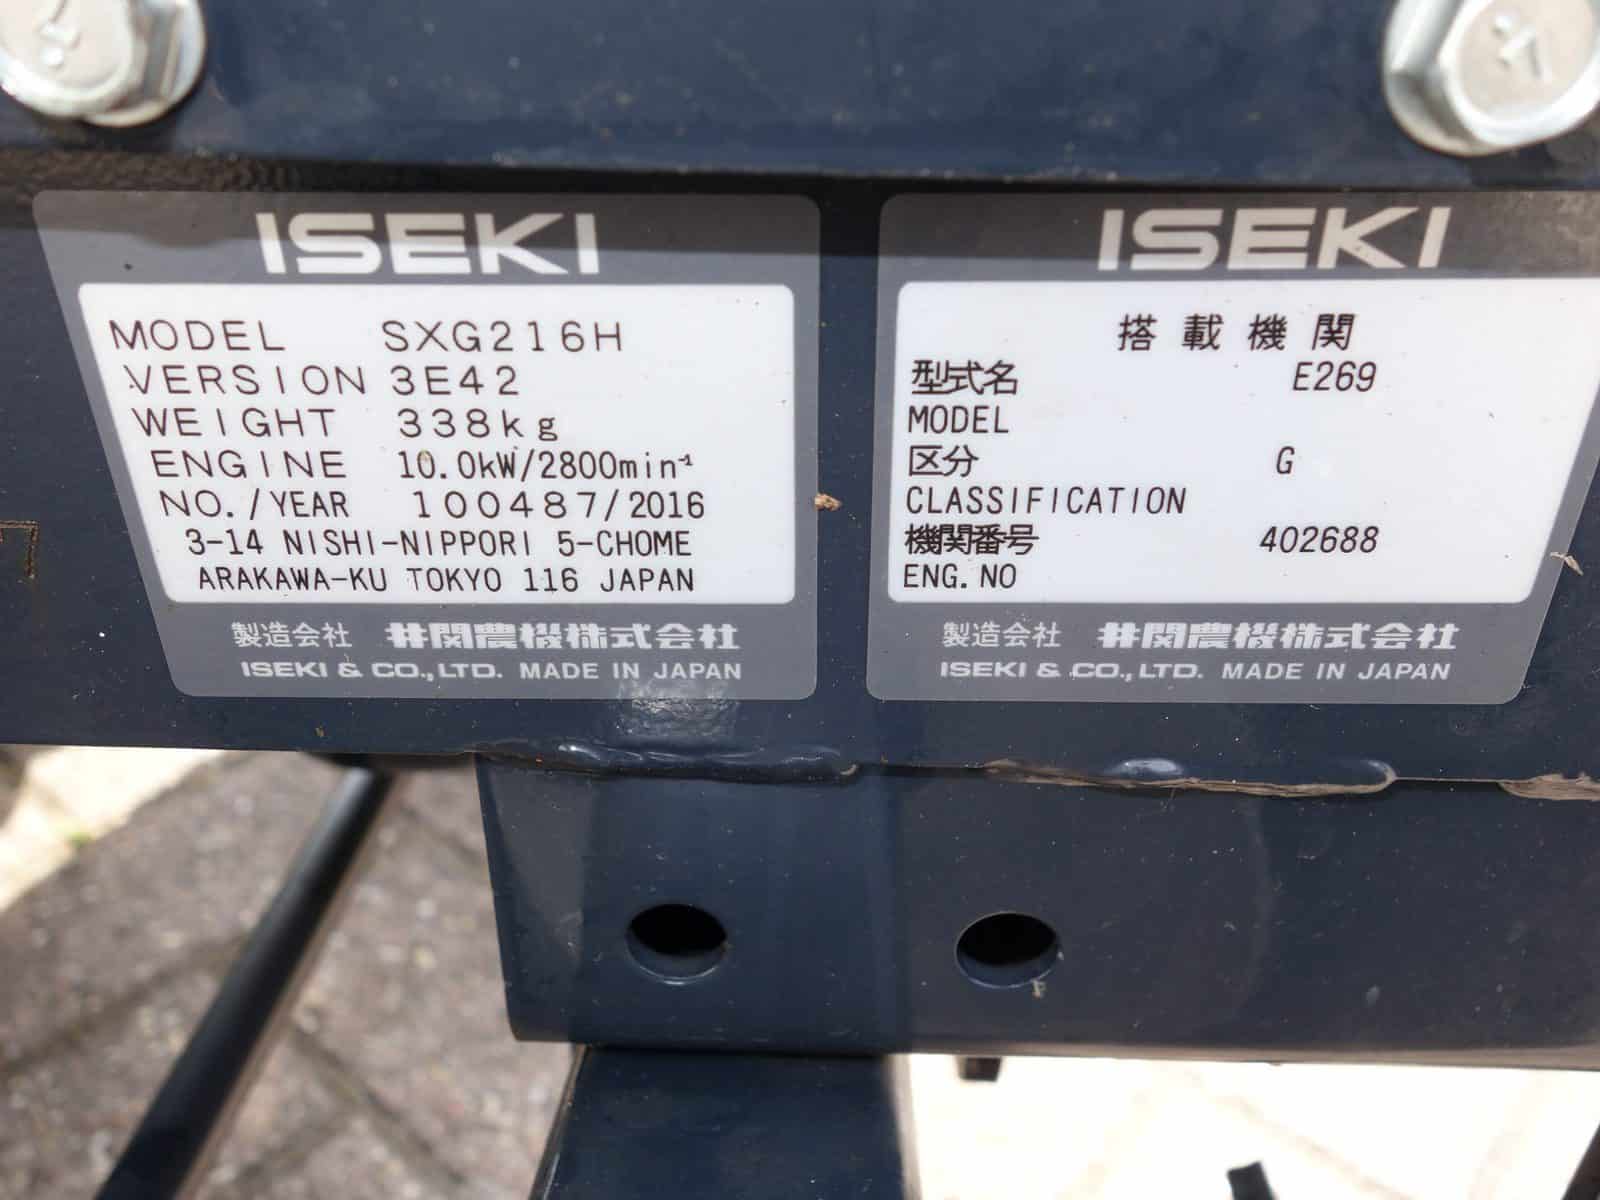 ISEKI
MODEL SXG216H
VERSION 3E42
WEIGHT 338kg
ENGINE 10.0kW/2800min⁻¹
NO./YEAR 100487/2016
3-14 NISHI-NIPPORI 5-CHOME
ARAKAWA-KU TOKYO 116 JAPAN
製造会社 井関農機株式会社
ISEKI & CO.,LTD. MADE IN JAPAN
ISEKI
搭載機関
型式名 E269
MODEL
区分 G
CLASSIFICATION
機関番号 402688
ENG.NO
製造会社 井関農機株式会社
ISEKI & CO.,LTD. MADE IN JAPAN